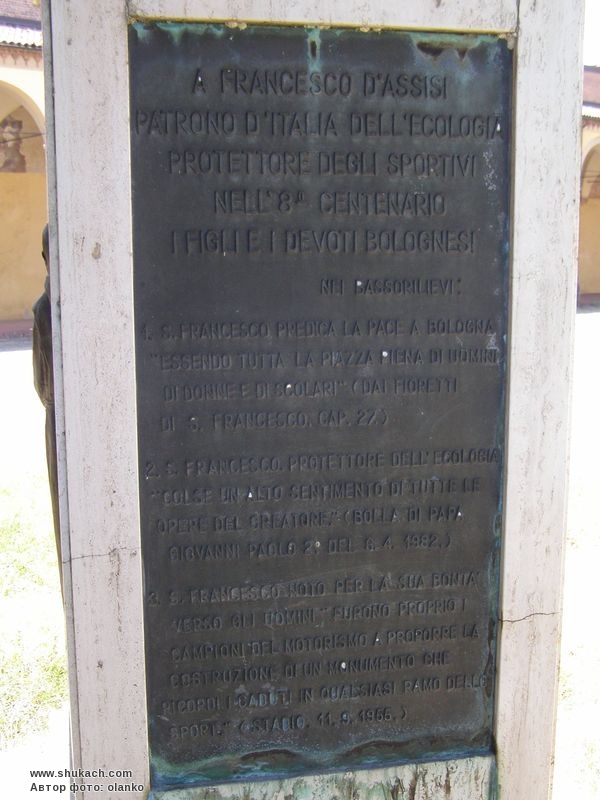 A FRANCESCO D'ASSISI
PATRONO D'ITALIA DELL'ECOLOGIA
PROTETTORE DEGLI SPORTIVI
NELL'8º CENTENARIO
I FIGLI E I DEVOTI BOLOGNESI
NEI BASSORILIEVI:
1. S. FRANCESCO PREDICA LA PACE A BOLOGNA
"ESSENDO TUTTA LA PIAZZA PIENA DI UOMINI
DI DONNE E DI SCOLARI" (DAI FIORETTI
DI S. FRANCESCO, CAP. 27)
2. S. FRANCESCO, PROTETTORE DELL'ECOLOGIA
"COLSE UN ALTO SENTIMENTO DI TUTTE LE
OPERE DEL CREATORE," (BOLLA DI PAPA
GIOVANNI PAOLO 2º DEL 6. 4. 1982.)
3. S. FRANCESCO NOTO PER LA SUA BONTA'
VERSO GLI UOMINI, "FURONO PROPRIO I
CAMPIONI DEL MOTORISMO A PROPORRE LA
COSTRUZIONE DI UN MONUMENTO CHE
RICORDI I CADUTI IN QUALSIASI RAMO DELLO
SPORT." (STADIO, 11. 9. 1955.)
www.shukach.com
Автор фото: olanko